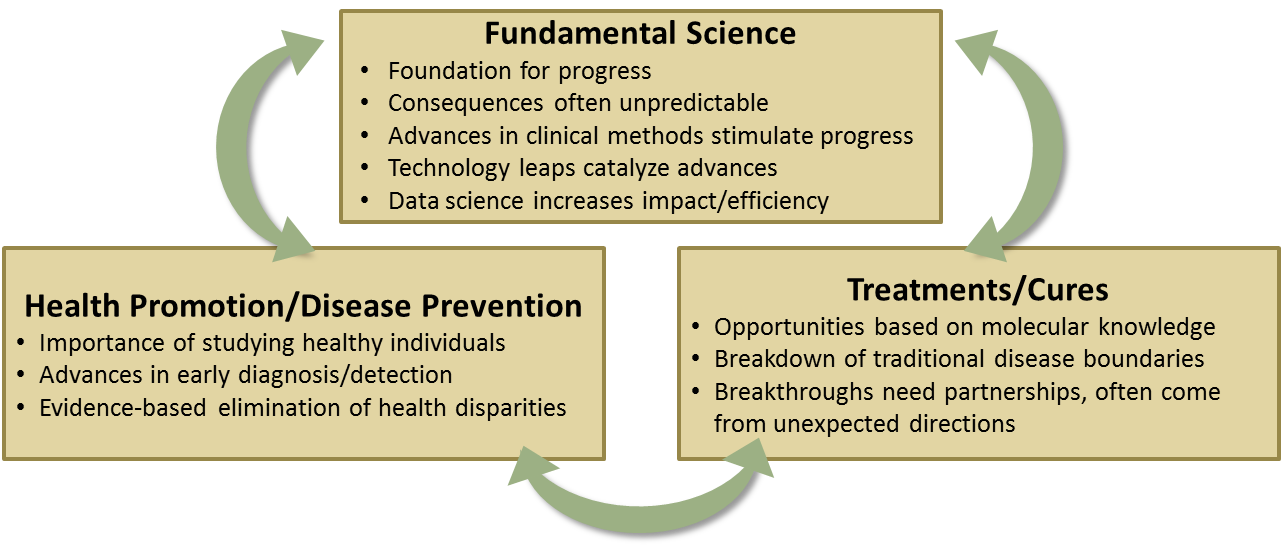 Fundamental Science
• Foundation for progress
• Consequences often unpredictable
• Advances in clinical methods stimulate progress
• Technology leaps catalyze advances
• Data science increases impact/efficiency
Health Promotion/Disease Prevention
• Importance of studying healthy individuals
• Advances in early diagnosis/detection
• Evidence-based elimination of health disparities
Treatments/Cures
• Opportunities based on molecular knowledge
• Breakdown of traditional disease boundaries
• Breakthroughs need partnerships, often come
from unexpected directions